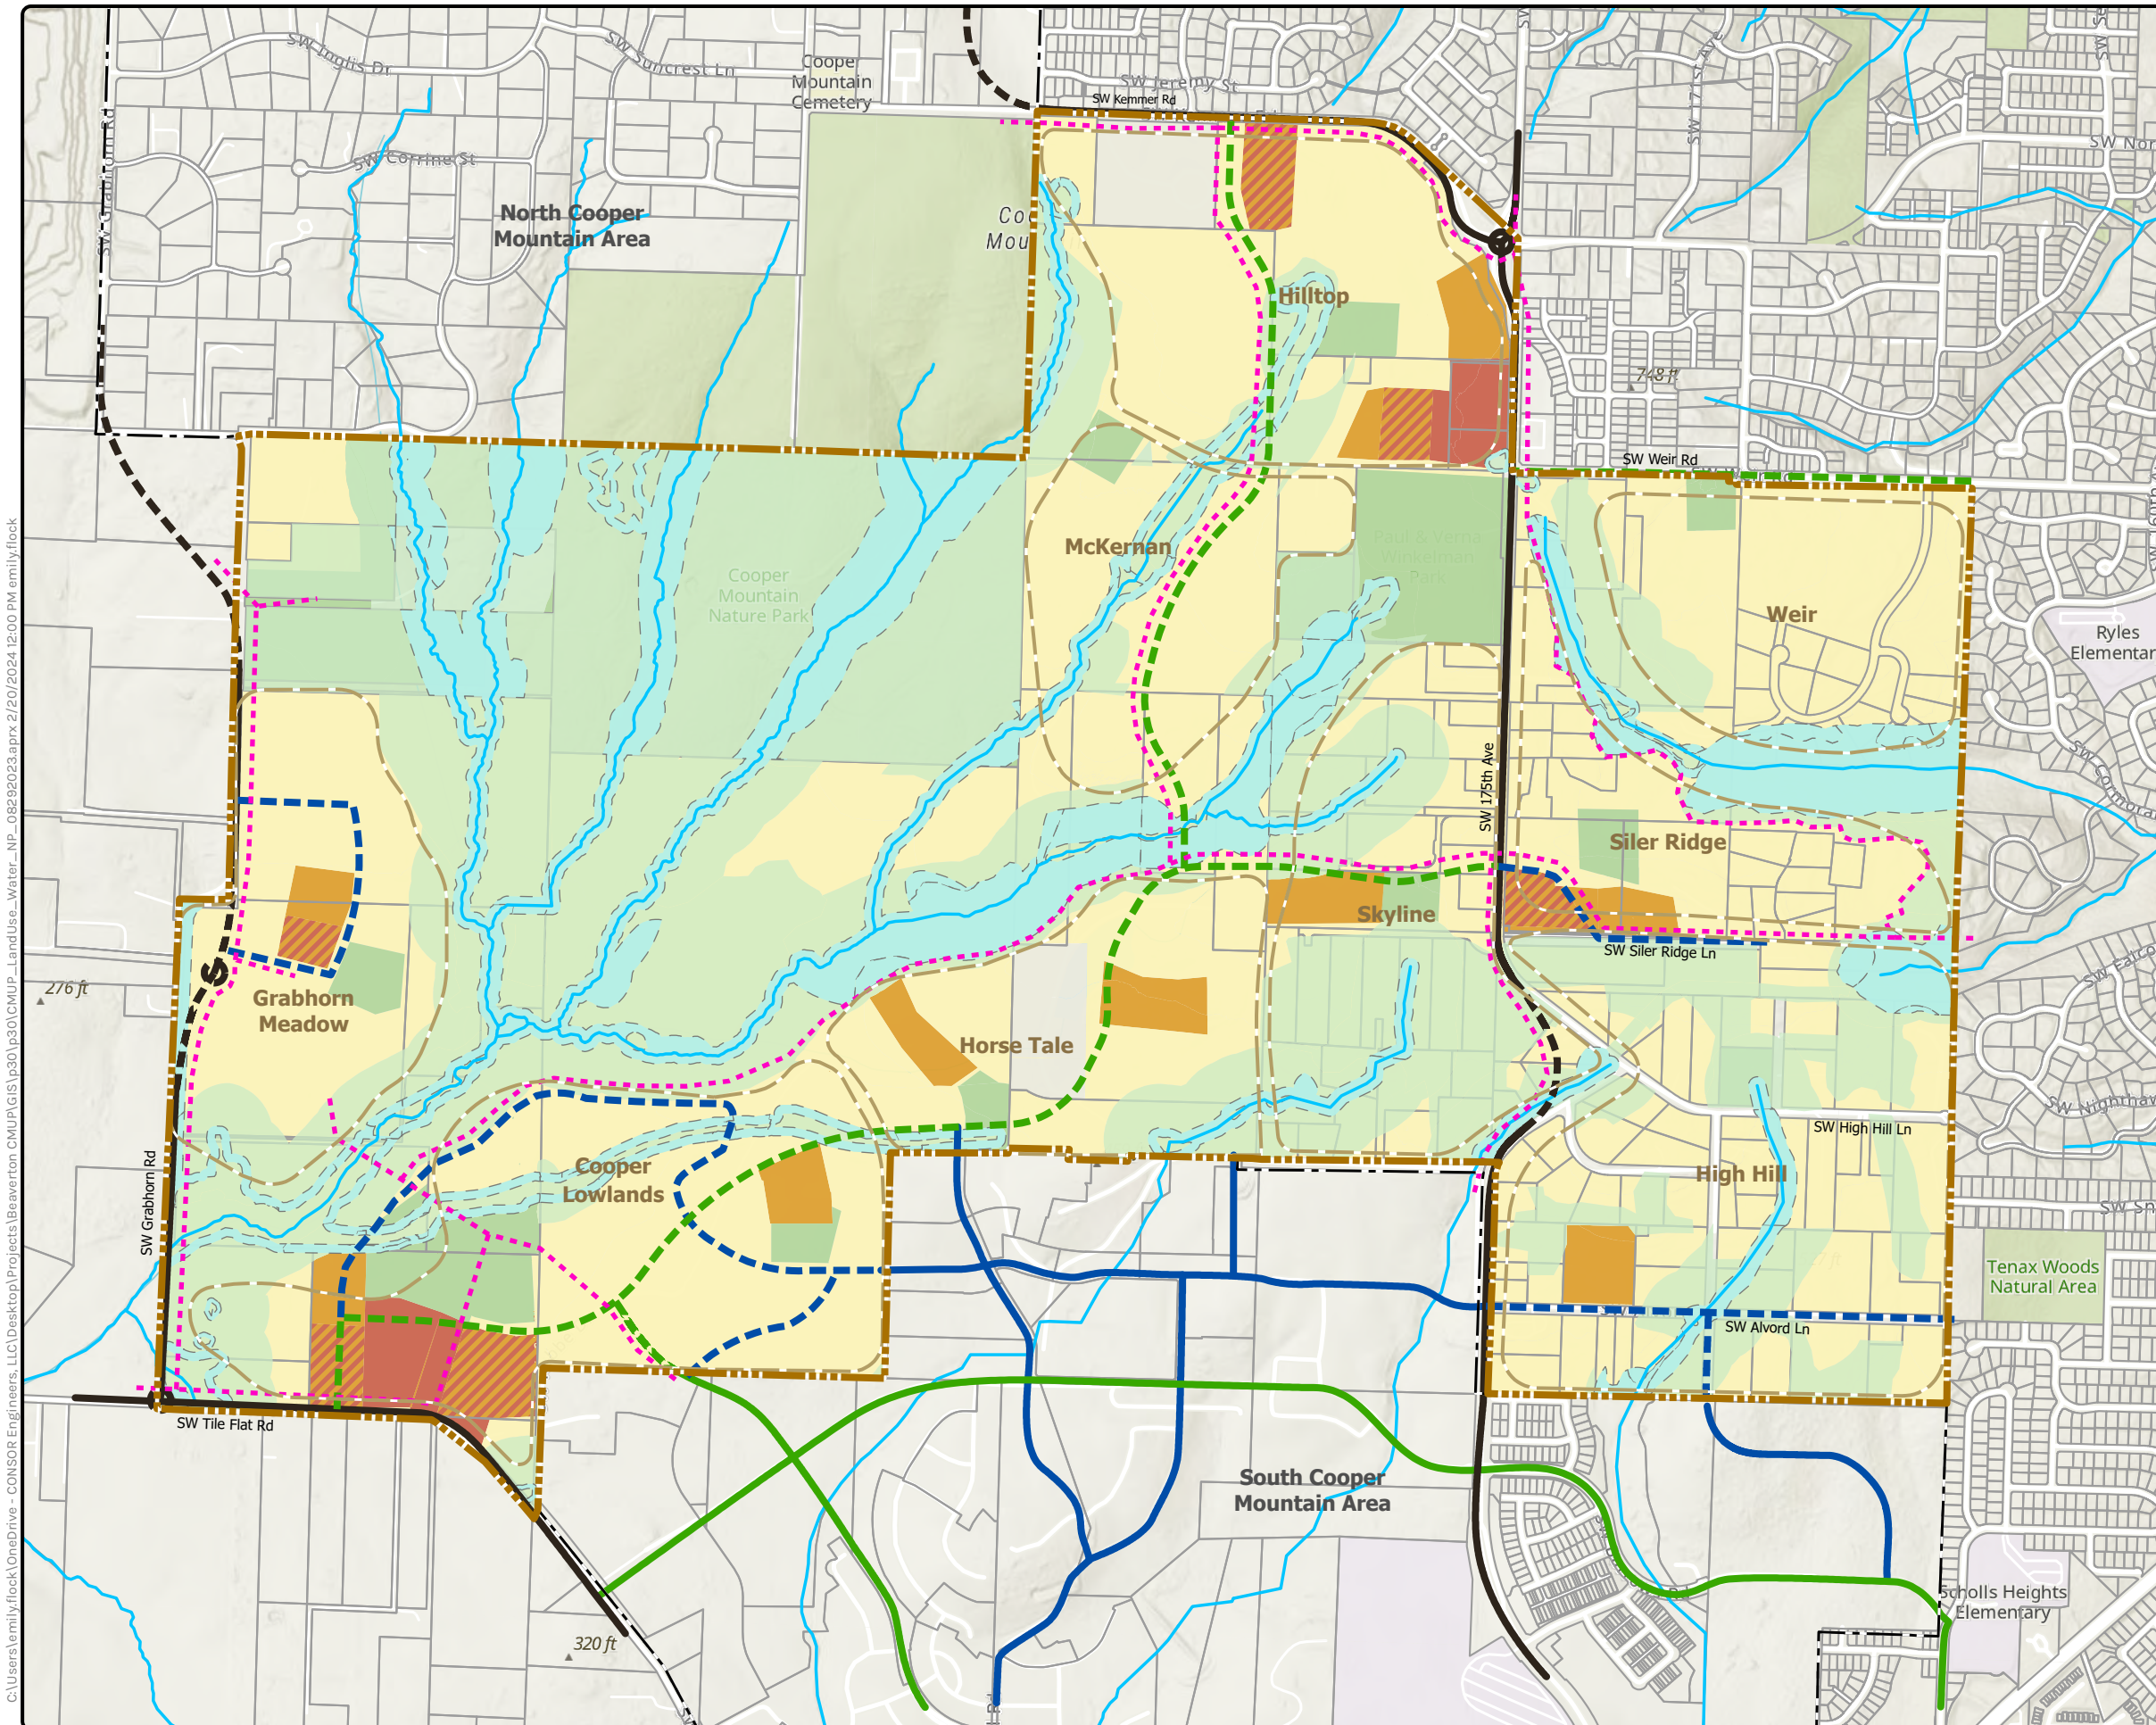 SW Inglis Dr
SW Suncrest Ln
Cooper
Mountain
Cemetery
SW Jeremy St
SW Kemmer Rd
SW Corrine St
SW Grabhorn Rd
North Cooper
Mountain Area
Hilltop
748 ft
SW Weir Rd
McKernan
Paul & Verna
Winkelman
Park
Cooper
Mountain
Nature Park
Weir
Ryles
Elementar
SW 175th Ave
Siler Ridge
Skyline
SW Siler Ridge Ln
276 ft
Grabhorn
Meadow
Horse Tale
SW Nightha
SW High Hill Ln
Cooper
Lowlands
High Hill
SW Grabhorn Rd
SW Sn
Tenax Woods
Natural Area
SW Alvord Ln
SW Tile Flat Rd
South Cooper
Mountain Area
Scholls Heights
Elementary
320 ft
C:\Users\emily.flock\OneDrive - CONSOR Engineers, LLC\Desktop\Projects\Beaverton CMUP\GIS\p30\p30\CMUP_LandUse_Water_NP_08292023.aprx 2/20/2024 12:00 PM emily.flock